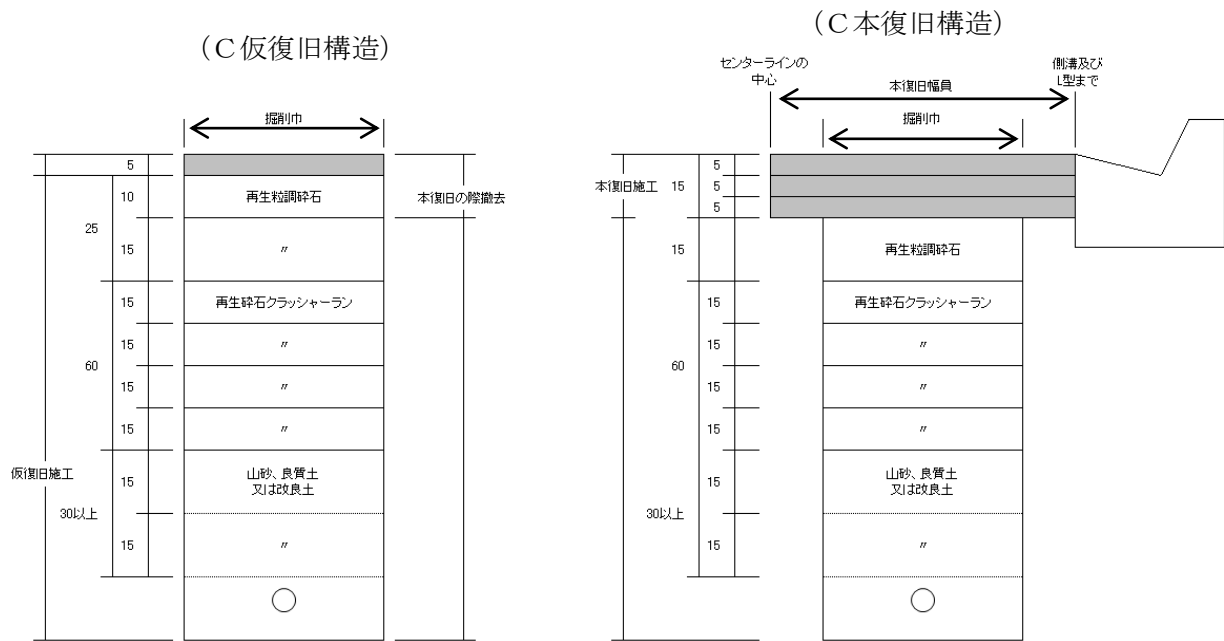 （Ｃ仮復旧構造）
掘削巾
5
10
再生粒調砕石
本復旧の際撤去
25
15
〃
15
再生砕石クラッシャーラン
15
〃
60
15
〃
15
〃
仮復旧施工
15
山砂、良質土
又は改良土
30以上
15
〃
（Ｃ本復旧構造）
センターラインの
中心
側溝及び
L型まで
本復旧幅員
掘削巾
本復旧施工
15
5
5
5
15
再生粒調砕石
15
再生砕石クラッシャーラン
15
〃
60
15
〃
15
〃
15
山砂、良質土
又は改良土
30以上
15
〃